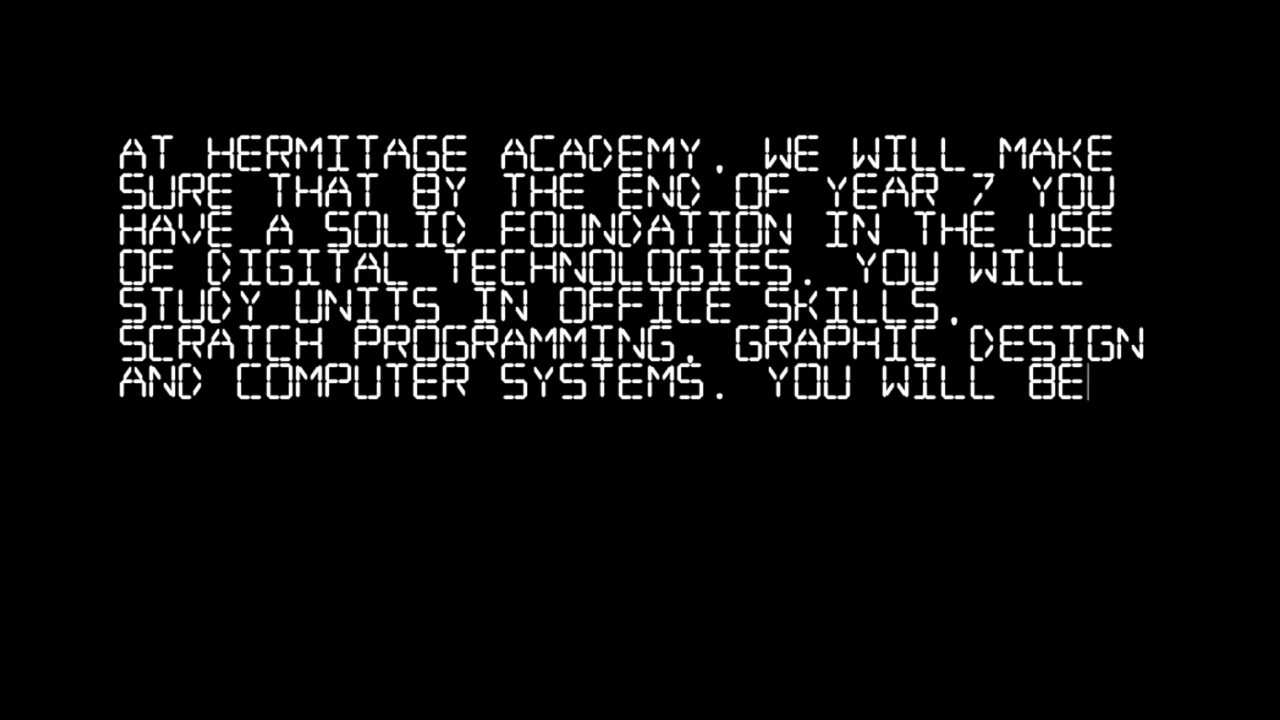 AT HERMITAGE ACADEMY, WE WILL MAKE
SURE THAT BY THE END OF YEAR 7 YOU
HAVE A SOLID FOUNDATION IN THE USE
OF DIGITAL TECHNOLOGIES. YOU WILL
STUDY UNITS IN OFFICE SKILLS,
SCRATCH PROGRAMMING, GRAPHIC DESIGN
AND COMPUTER SYSTEMS. YOU WILL BE